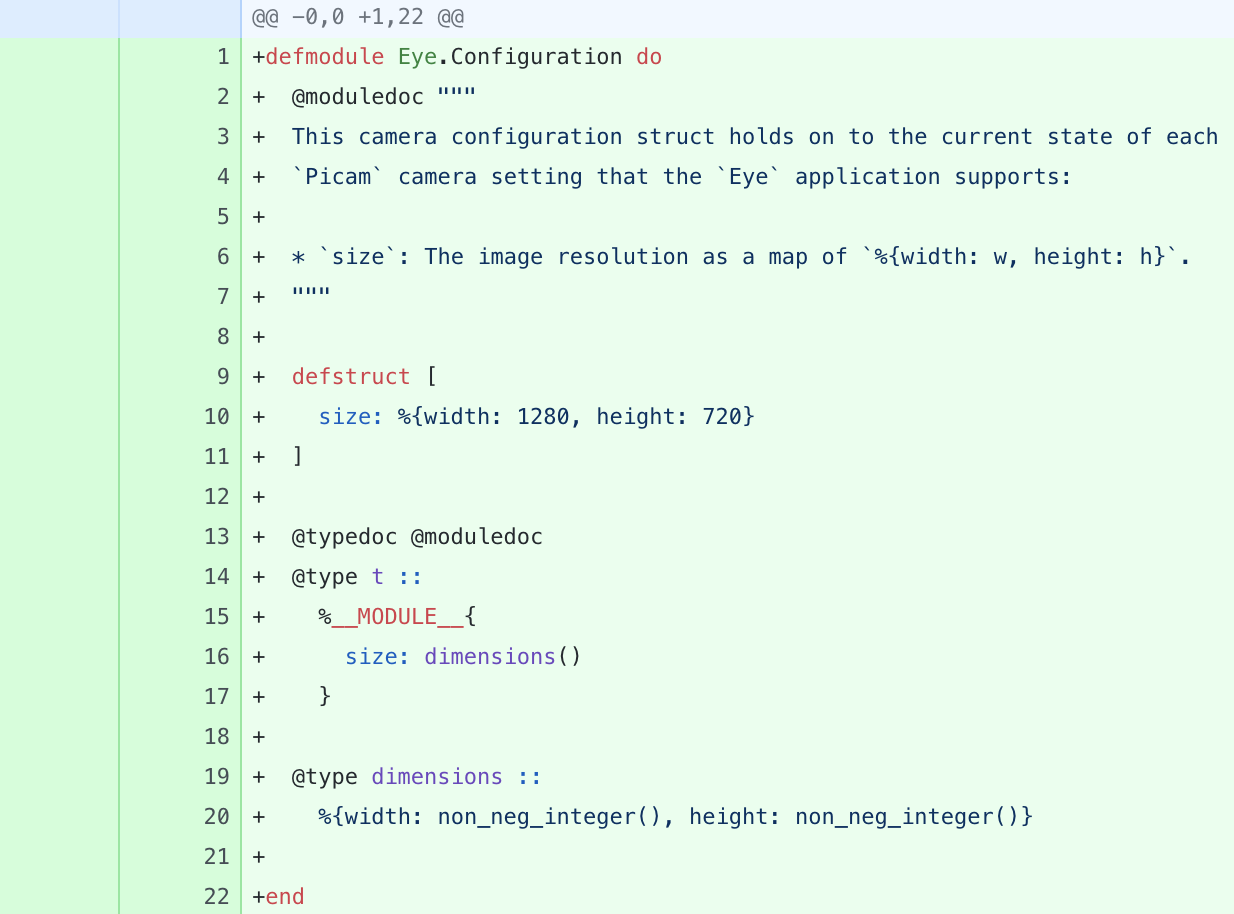 @@ -0,0 +1,22 @@
1 +defmodule Eye.Configuration do
2 +  @moduledoc """
3 +  This camera configuration struct holds on to the current state of each
4 +  `Picam` camera setting that the `Eye` application supports:
5 +
6 +  * `size`: The image resolution as a map of `%{width: w, height: h}`.
7 +  """
8 +
9 +  defstruct [
10 +    size: %{width: 1280, height: 720}
11 +  ]
12 +
13 +  @typedoc @moduledoc
14 +  @type t ::
15 +    %__MODULE__{
16 +      size: dimensions()
17 +    }
18 +
19 +  @type dimensions ::
20 +    %{width: non_neg_integer(), height: non_neg_integer()}
21 +
22 +end